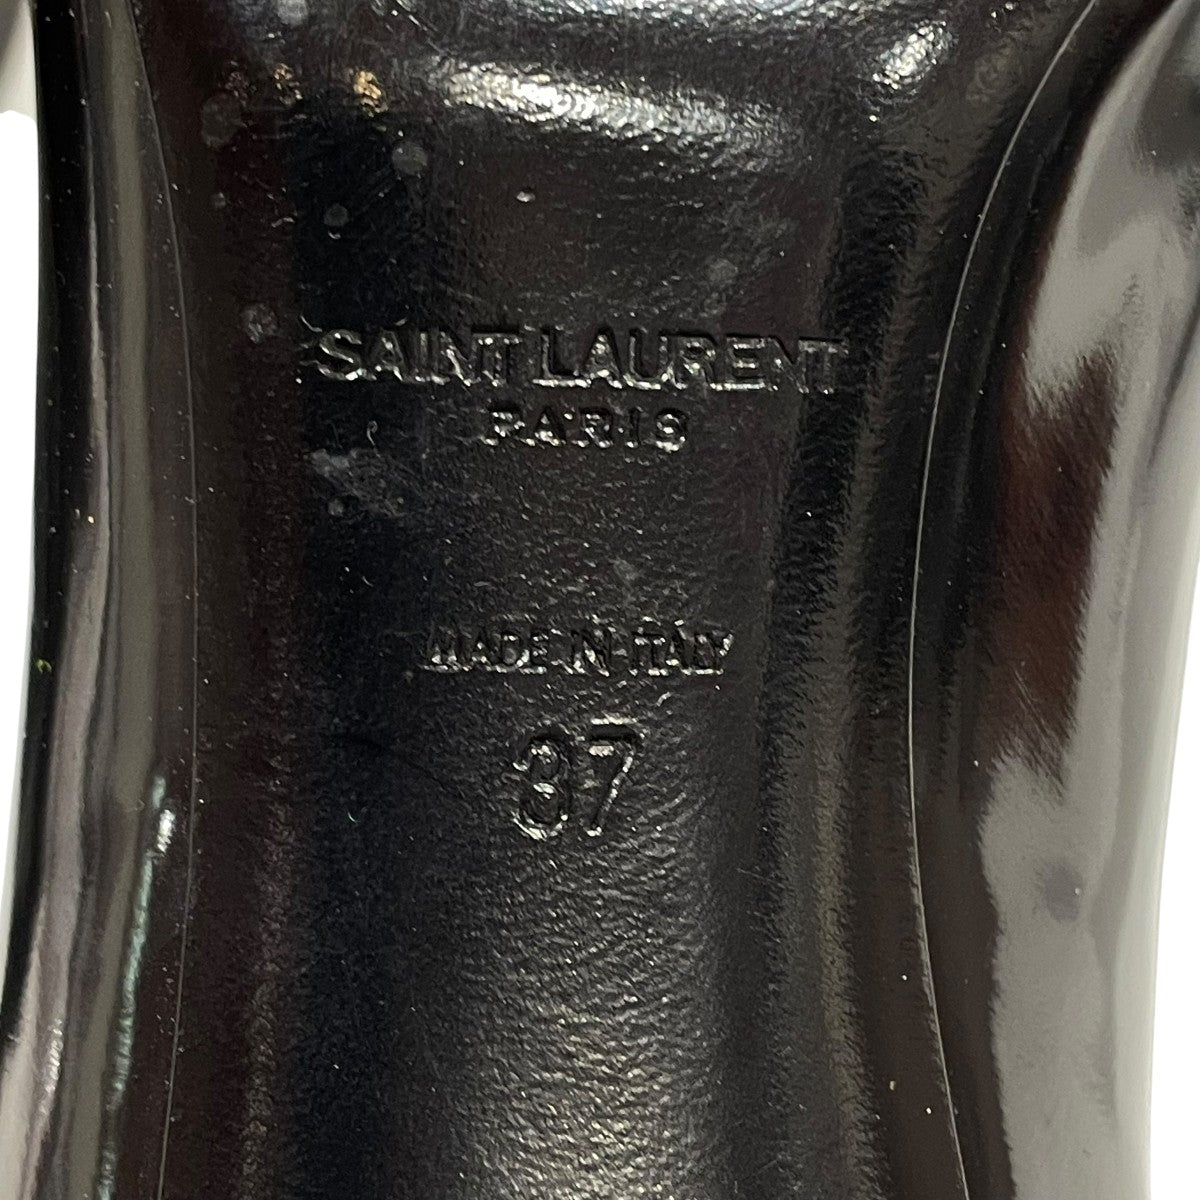 SAINT LAURENT
PARIS
MADE IN ITALY
37